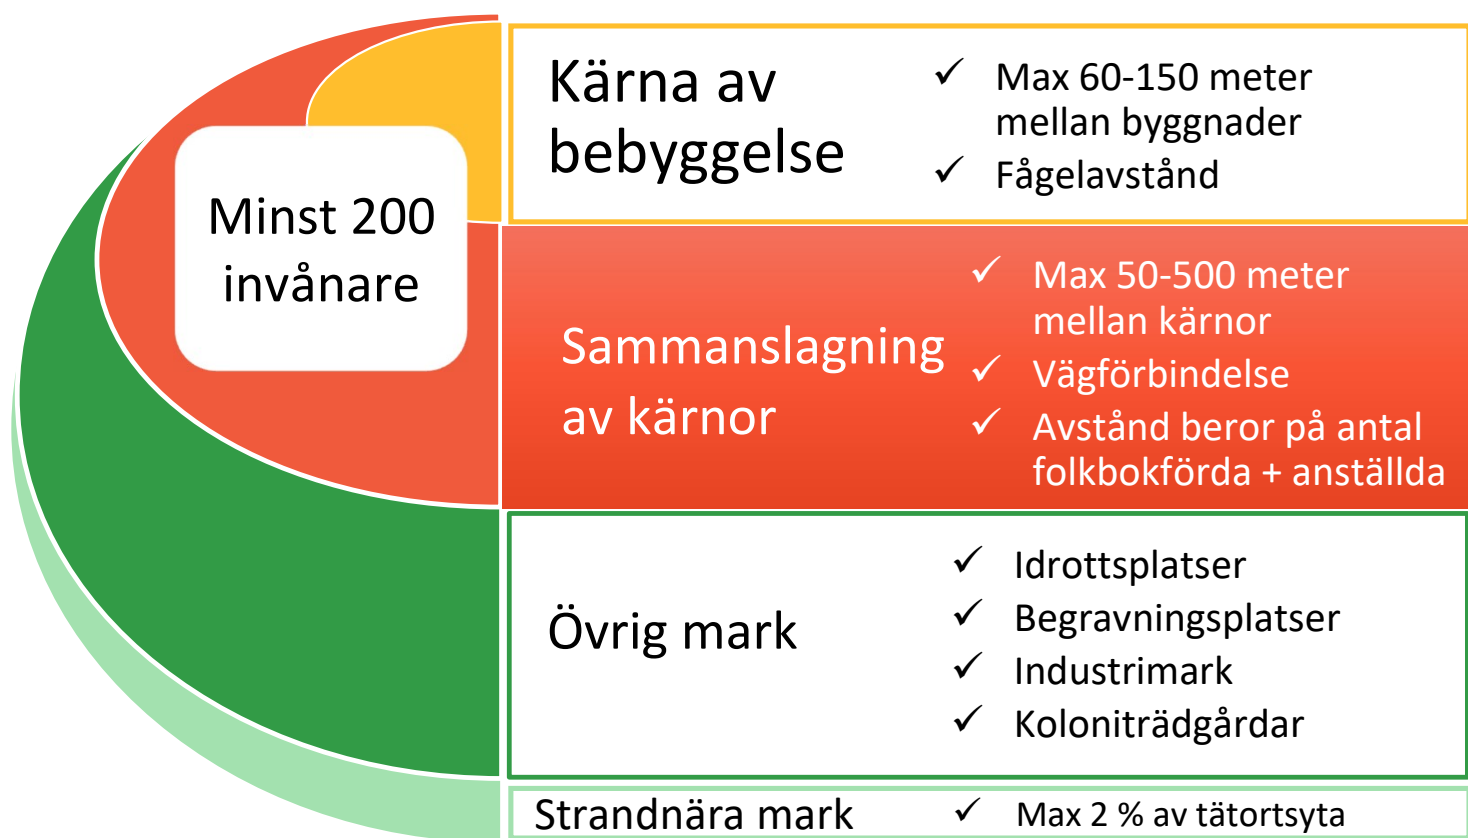 Minst 200
invånare
Kärna av
bebyggelse
✓ Max 60-150 meter
mellan byggnader
✓ Fågelavstånd
Sammanslagning
av kärnor
✓ Max 50-500 meter
mellan kärnor
✓ Vägförbindelse
✓ Avstånd beror på antal
folkbokförda + anställda
Övrig mark
✓ Idrottsplatser
✓ Begravningsplatser
✓ Industrimark
✓ Koloniträdgårdar
Strandnära mark
✓ Max 2 % av tätortsyta